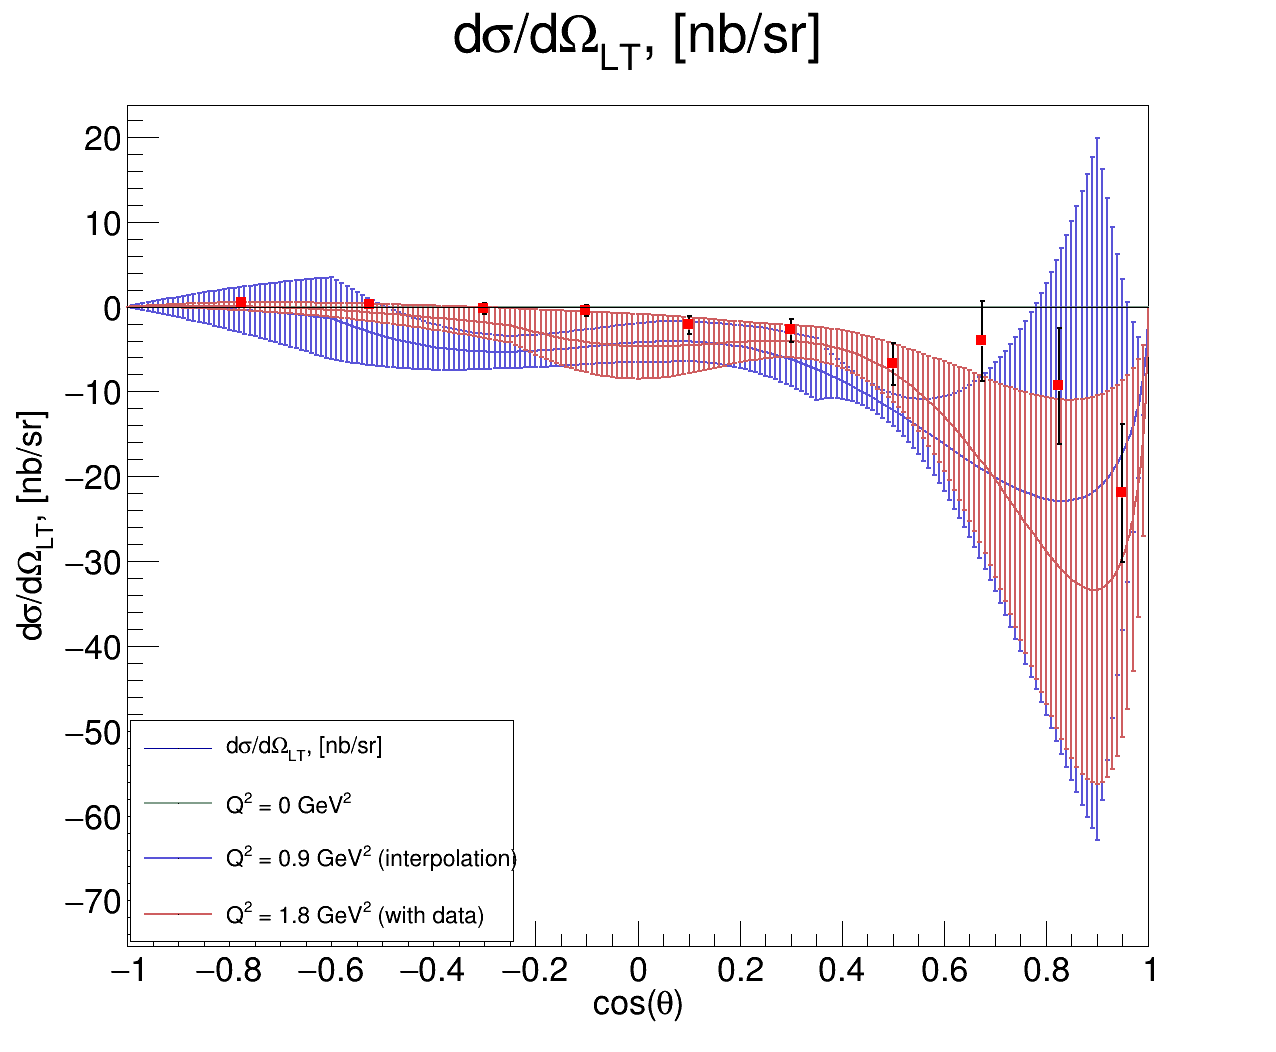 dσ/dΩ_LT, [nb/sr]
dσ/dΩ_LT, [nb/sr]
20
10
0
−10
−20
−30
−40
−50
−60
−70
dσ/dΩ_LT, [nb/sr]
Q² = 0 GeV²
Q² = 0.9 GeV² (interpolation)
Q² = 1.8 GeV² (with data)
−1 −0.8 −0.6 −0.4 −0.2 0 0.2 0.4 0.6 0.8 1
cos(θ)